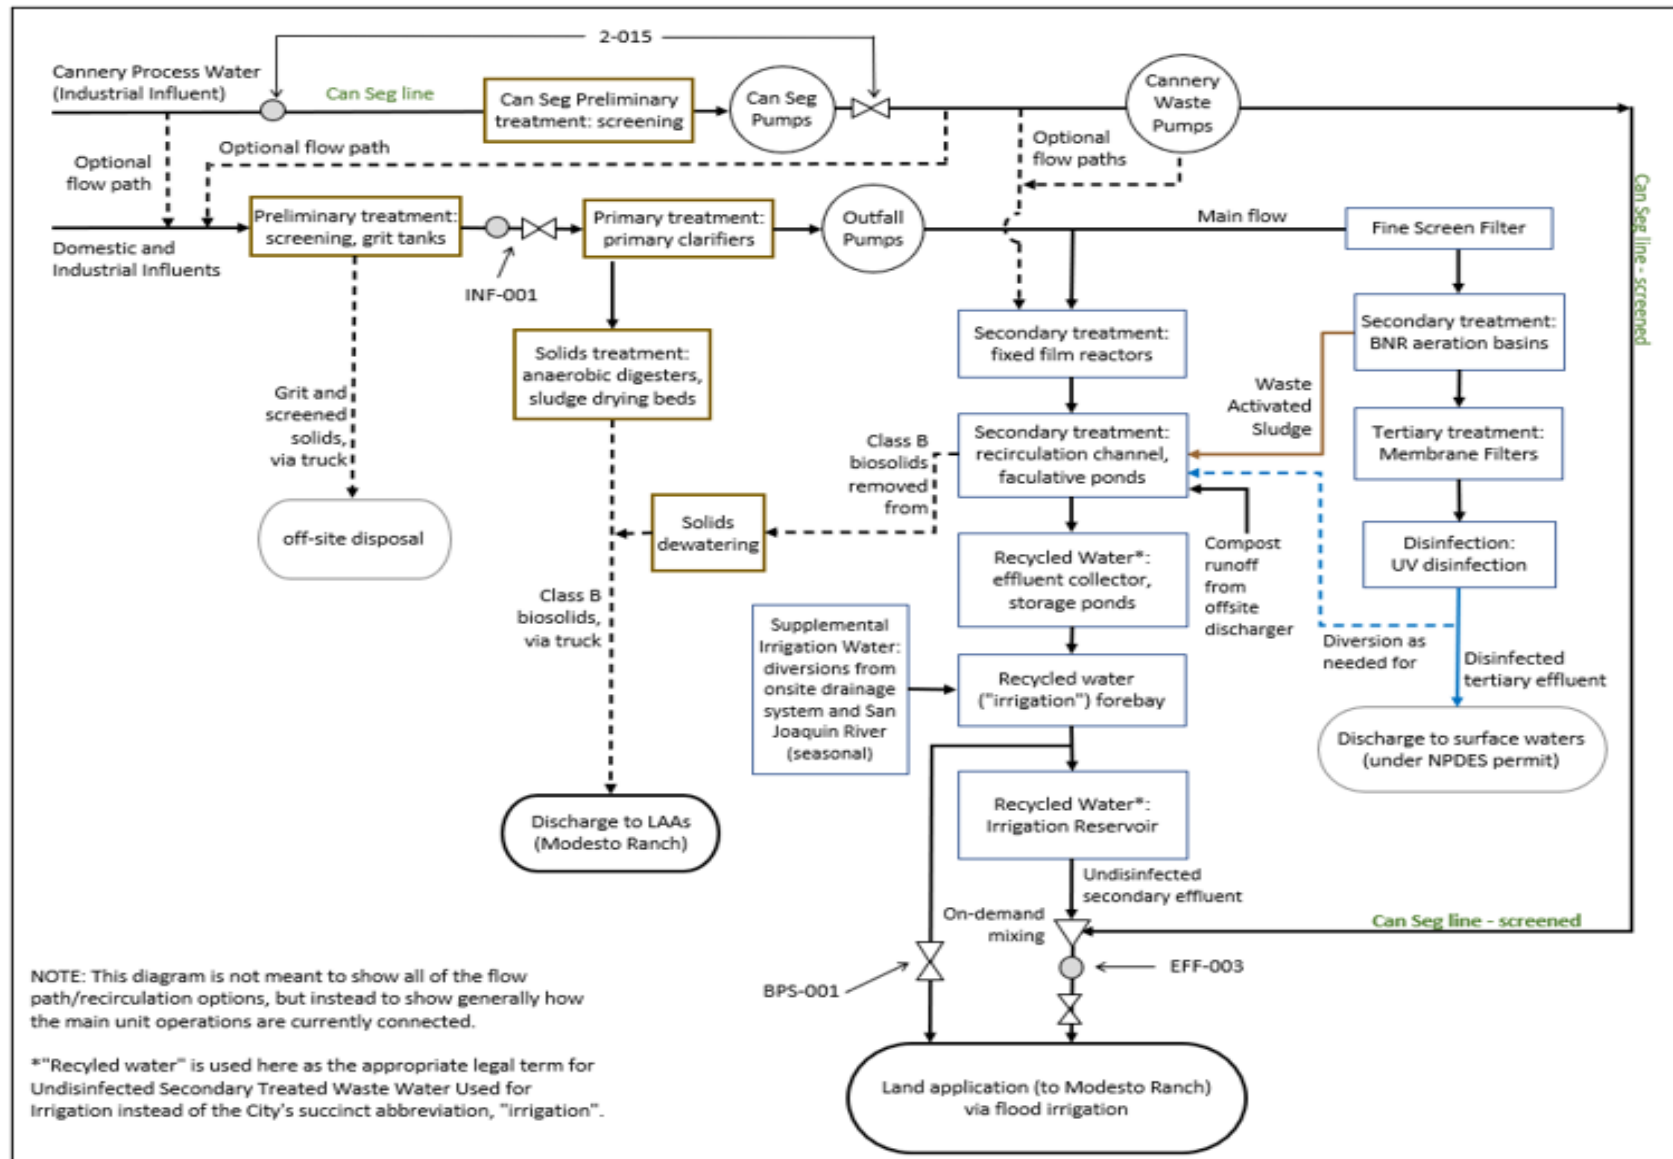 2-015
Cannery Process Water
(Industrial Influent)
Can Seg line
Can Seg Preliminary
treatment: screening
Can Seg
Pumps
Cannery
Waste
Pumps
Optional
flow path
Optional flow path
Optional
flow paths
Can Seg line - screened
Domestic and
Industrial Influents
Preliminary treatment:
screening, grit tanks
INF-001
Primary treatment:
primary clarifiers
Outfall
Pumps
Main flow
Fine Screen Filter
Solids treatment:
anaerobic digesters,
sludge drying beds
Secondary treatment:
fixed film reactors
Secondary treatment:
BNR aeration basins
Grit and
screened
solids,
via truck
Waste
Activated
Sludge
Class B
biosolids
removed
from
Secondary treatment:
recirculation channel,
faculative ponds
Tertiary treatment:
Membrane Filters
off-site disposal
Solids
dewatering
Recycled Water*:
effluent collector,
storage ponds
Compost
runoff
from
offsite
discharger
Disinfection:
UV disinfection
Class B
biosolids,
via truck
Supplemental
Irrigation Water:
diversions from
onsite drainage
system and San
Joaquin River
(seasonal)
Recycled water
("irrigation") forebay
Diversion as
needed for
Disinfected
tertiary effluent
Discharge to surface waters
(under NPDES permit)
Discharge to LAAs
(Modesto Ranch)
Recycled Water*:
Irrigation Reservoir
Undisinfected
secondary effluent
On-demand
mixing
Can Seg line - screened
BPS-001
EFF-003
Land application (to Modesto Ranch)
via flood irrigation
NOTE: This diagram is not meant to show all of the flow
path/recirculation options, but instead to show generally how
the main unit operations are currently connected.
*"Recyled water" is used here as the appropriate legal term for
Undisinfected Secondary Treated Waste Water Used for
Irrigation instead of the City's succinct abbreviation, "irrigation".